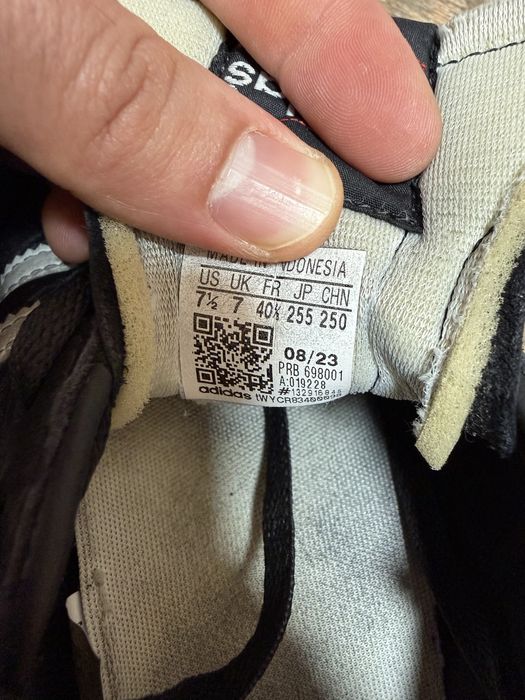 MADE IN INDONESIA
US UK FR JP CHN
7½ 7 40⅔ 255 250
08/23
PRB 698001
A:019228
#132916845
adidas